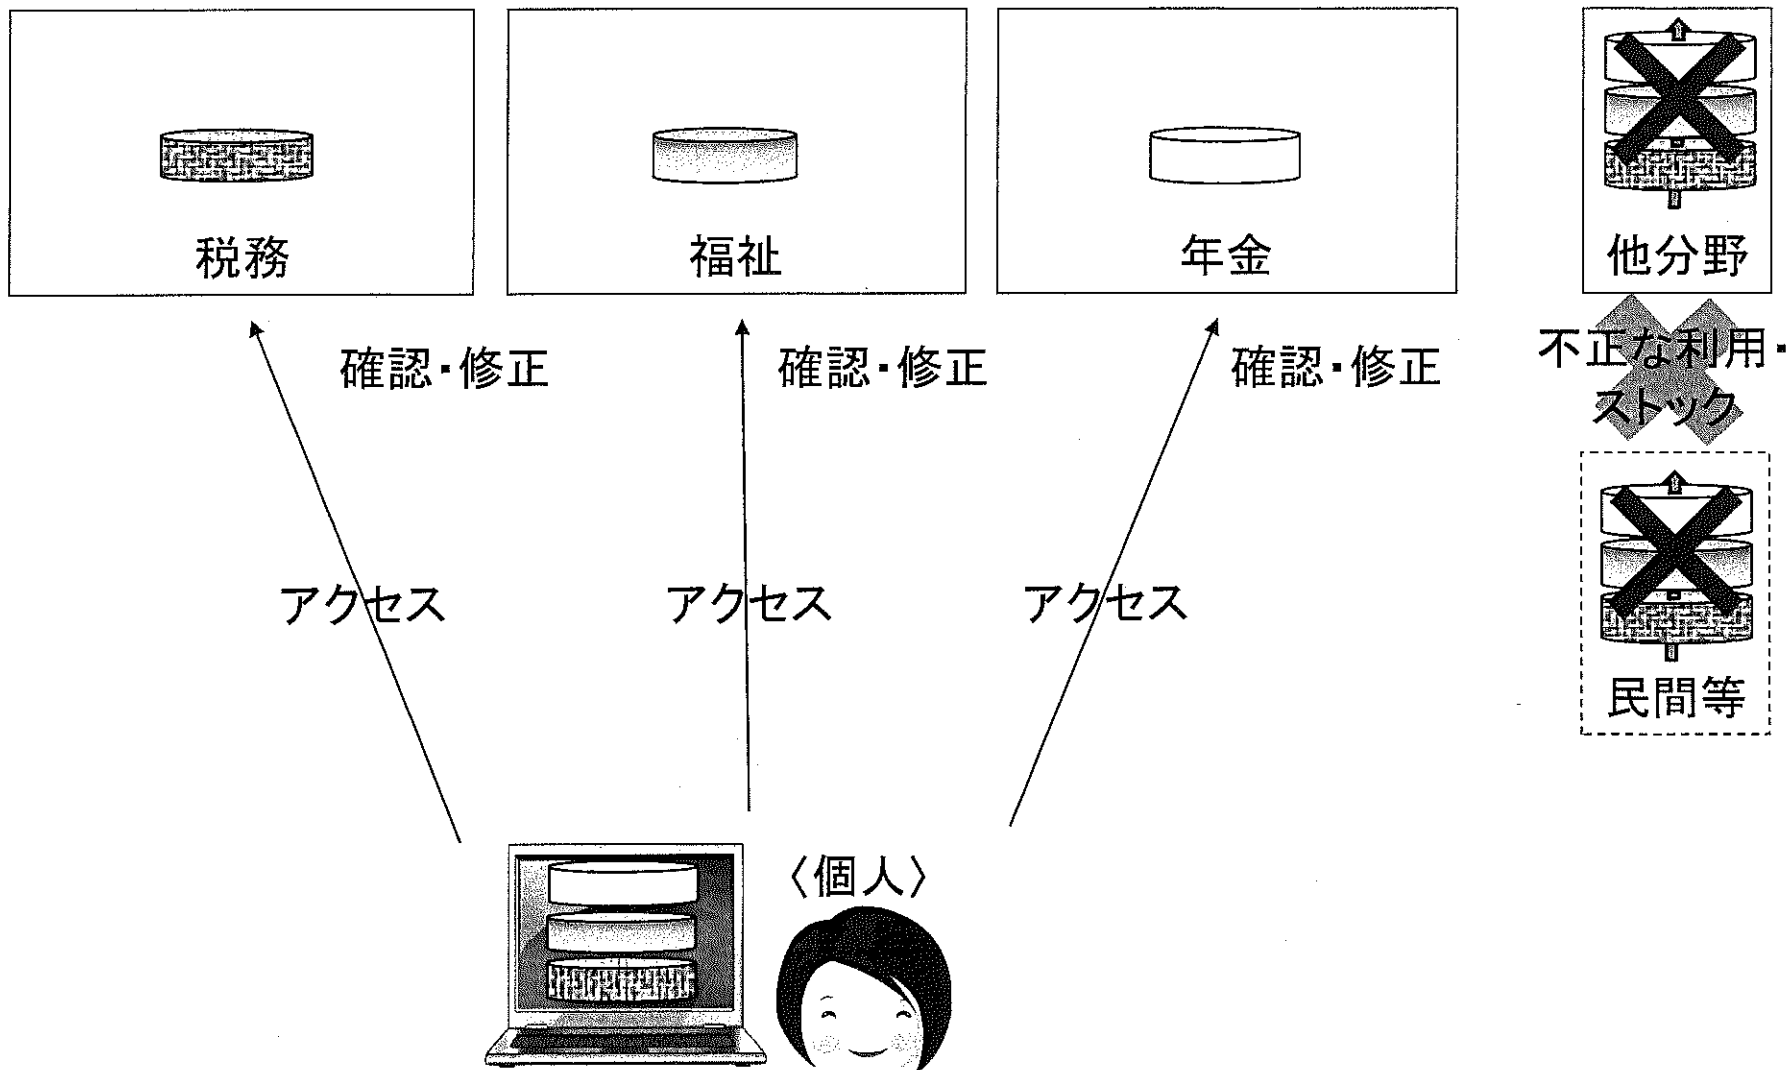 税務
福祉
年金
他分野
確認・修正
確認・修正
確認・修正
不正な利用・
ストック
アクセス
アクセス
アクセス
民間等
〈個人〉